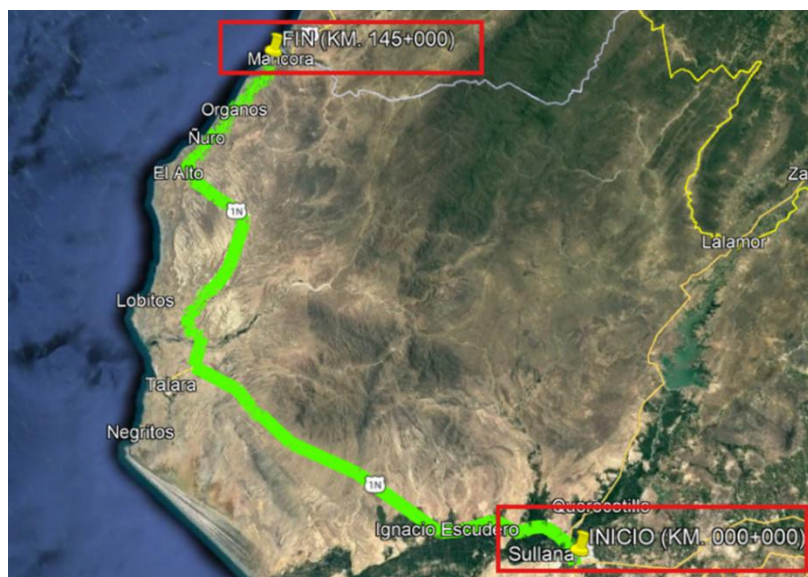 FIN (KM. 145+000)
Mancora
Organos
Ñuro
El Alto
1N
Lalamor
Lobitos
Talara
Negritos
1N
Querecotillo
Ignacio Escudero
INICIO (KM. 000+000)
Sullana